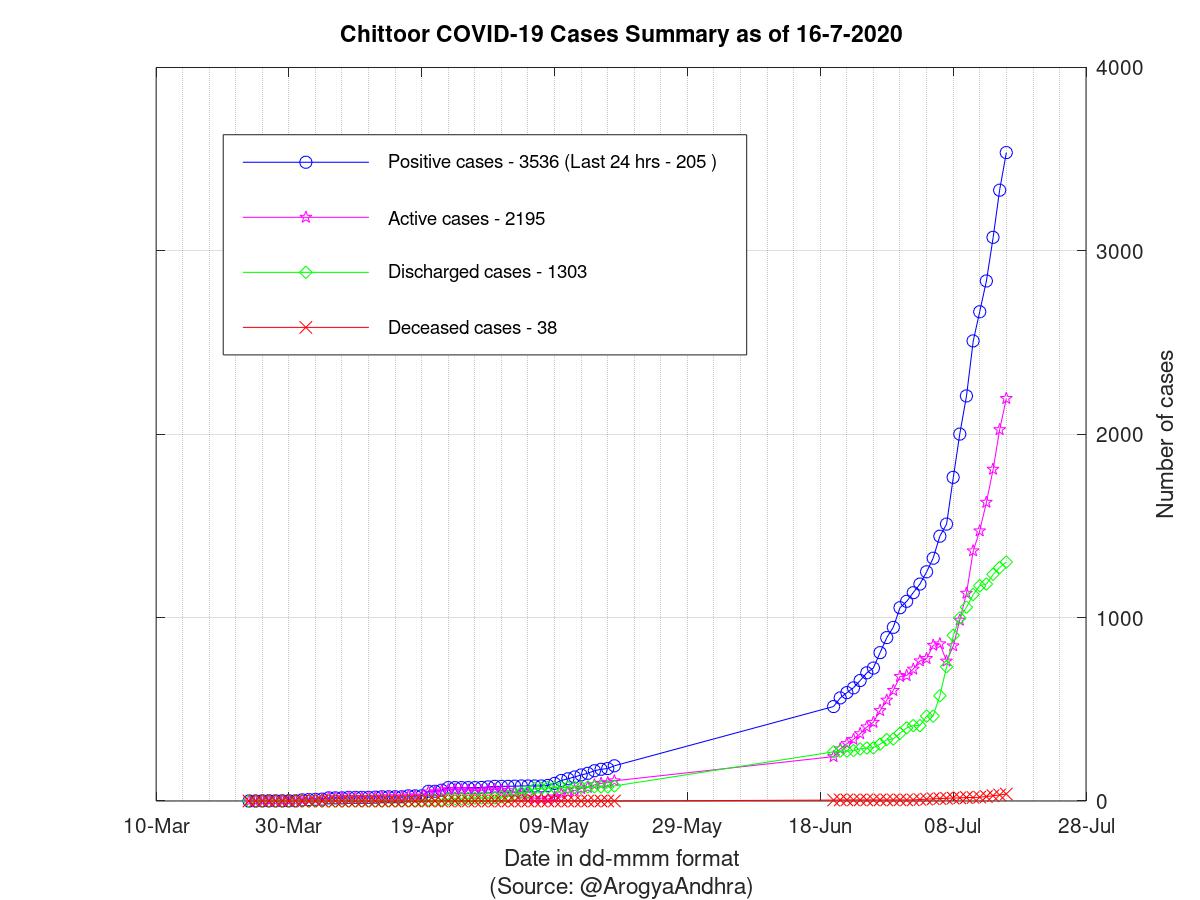 Chittoor COVID-19 Cases Summary as of 16-7-2020
Positive cases - 3536 (Last 24 hrs - 205 )
Active cases - 2195
Discharged cases - 1303
Deceased cases - 38
4000
3000
2000
1000
0
Number of cases
10-Mar 30-Mar 19-Apr 09-May 29-May 18-Jun 08-Jul 28-Jul
Date in dd-mmm format
(Source: @ArogyaAndhra)